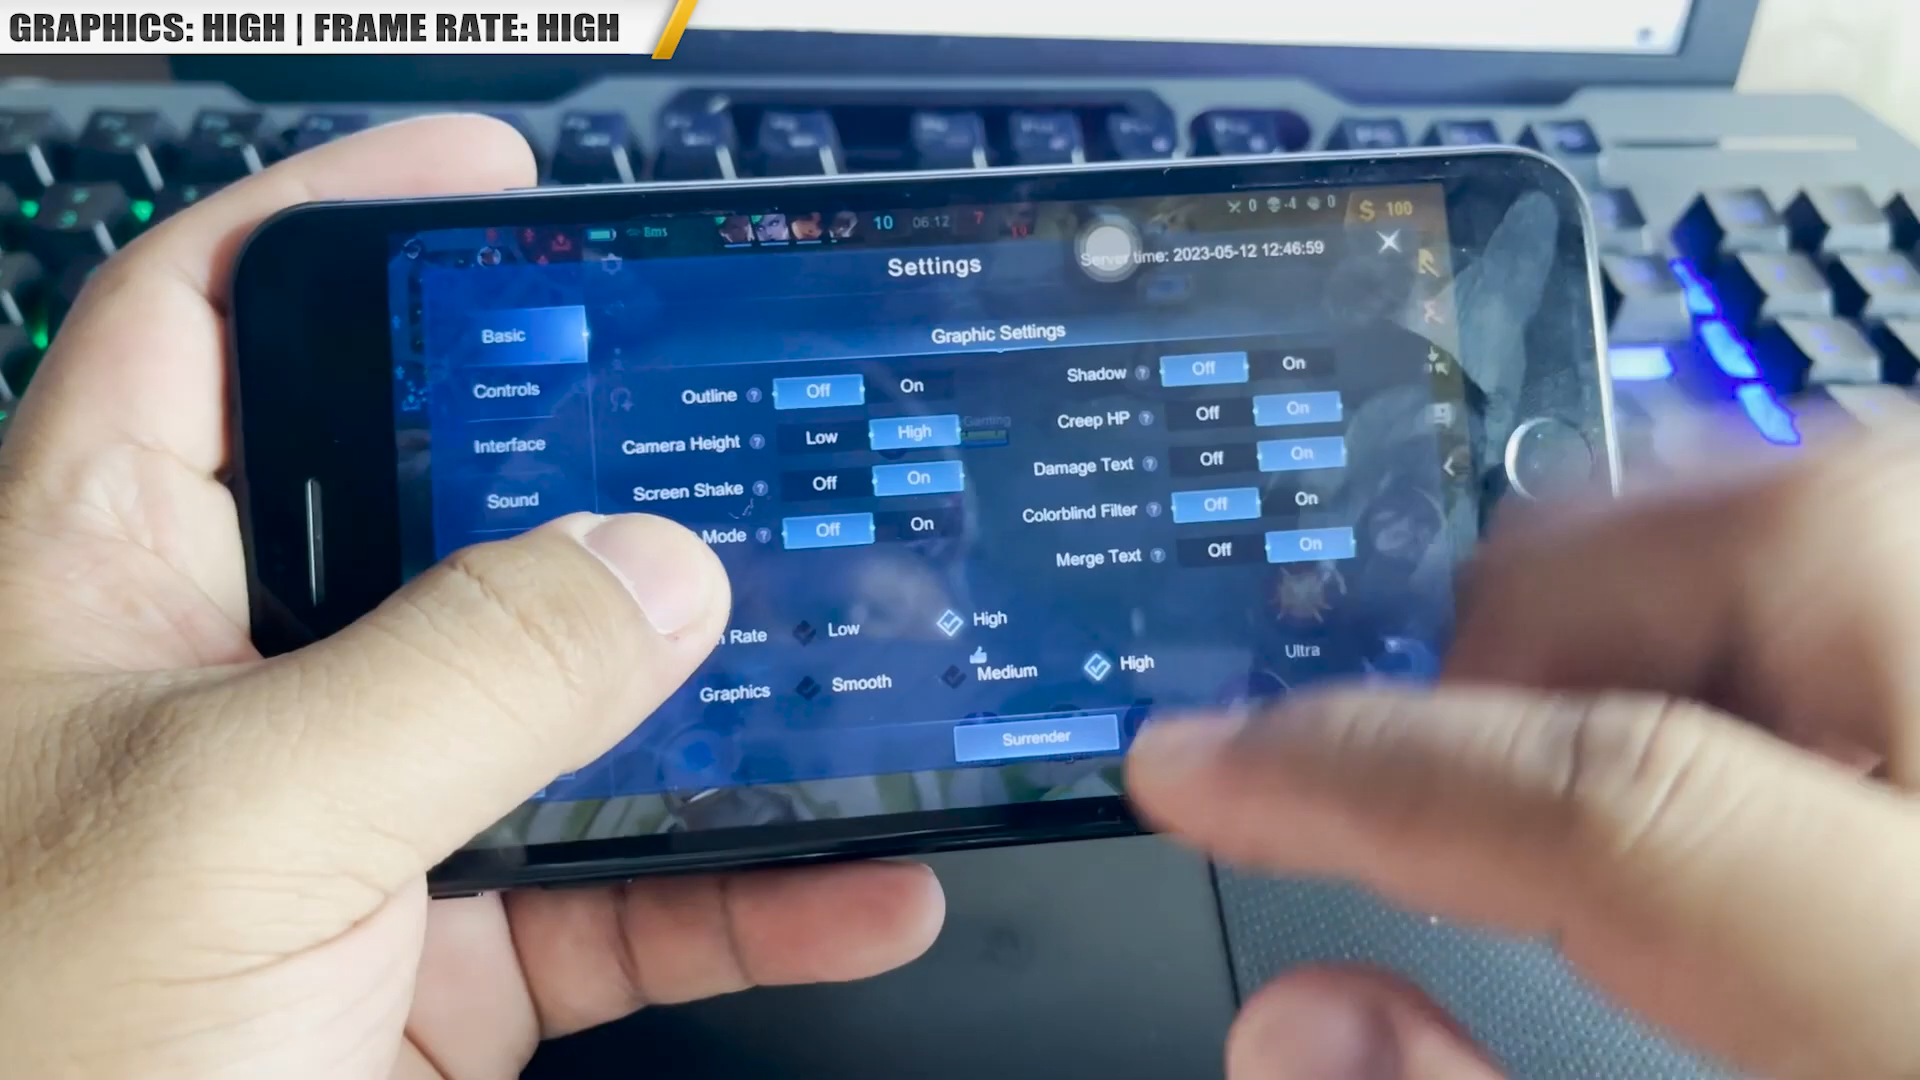 GRAPHICS: HIGH | FRAME RATE: HIGH
8ms
10 06:12 7
0 -4 0
$ 100
Settings
Server time: 2023-05-12 12:46:59
Basic
Controls
Interface
Sound
Graphic Settings
Outline ? Off On
Camera Height ? Low High
Screen Shake ? Off On
Mode ? Off On
Shadow ? Off On
Creep HP ? Off On
Damage Text ? Off On
Colorblind Filter ? Off On
Merge Text ? Off On
Rate Low High
Graphics Smooth Medium High Ultra
Surrender